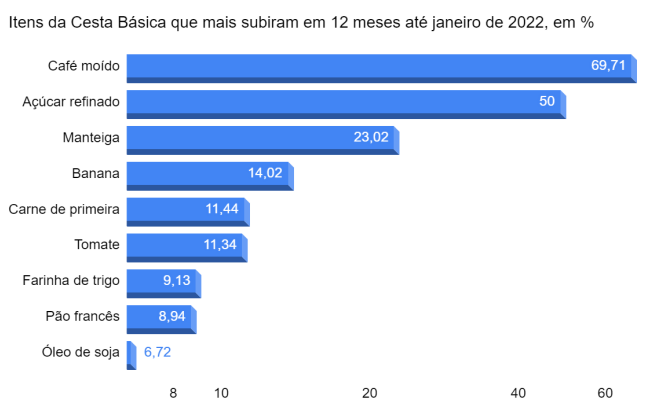 Itens da Cesta Básica que mais subiram em 12 meses até janeiro de 2022, em %
Café moído 69,71
Açúcar refinado 50
Manteiga 23,02
Banana 14,02
Carne de primeira 11,44
Tomate 11,34
Farinha de trigo 9,13
Pão francês 8,94
Óleo de soja 6,72
8 10 20 40 60